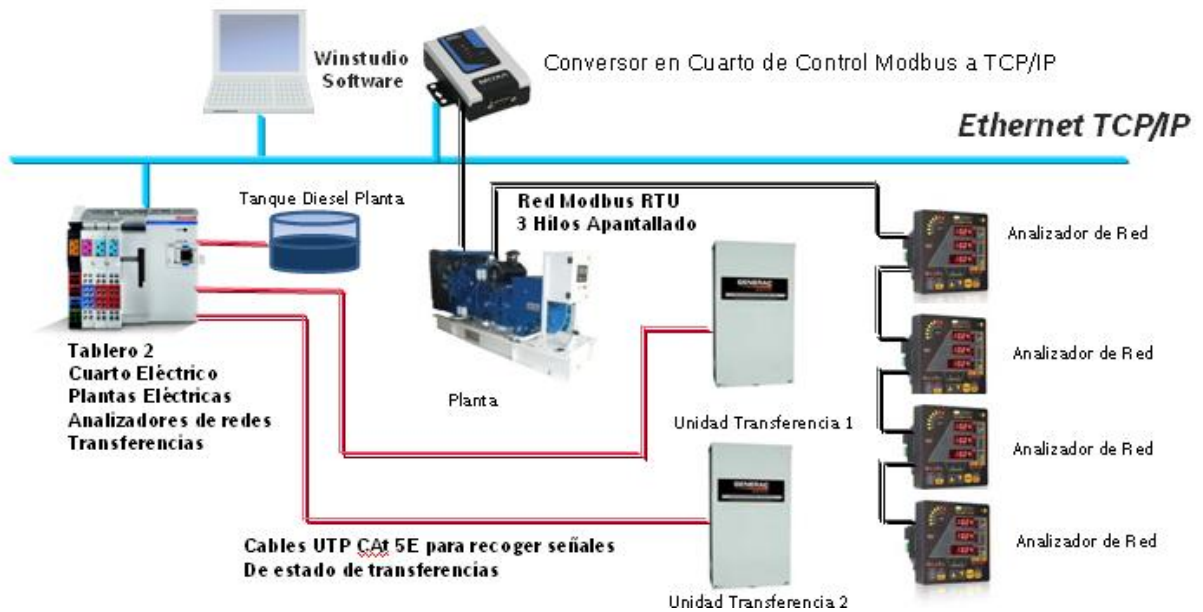 Winstudio
Software
MOXA
Conversor en Cuarto de Control Modbus a TCP/IP
Ethernet TCP/IP
Tanque Diesel Planta
Red Modbus RTU
3 Hilos Apantallado
Analizador de Red
GENERAC
Analizador de Red
Tablero 2
Cuarto Eléctrico
Plantas Eléctricas
Analizadores de redes
Transferencias
Planta
Unidad Transferencia 1
Analizador de Red
GENERAC
Cables UTP CAt 5E para recoger señales
De estado de transferencias
Analizador de Red
Unidad Transferencia 2